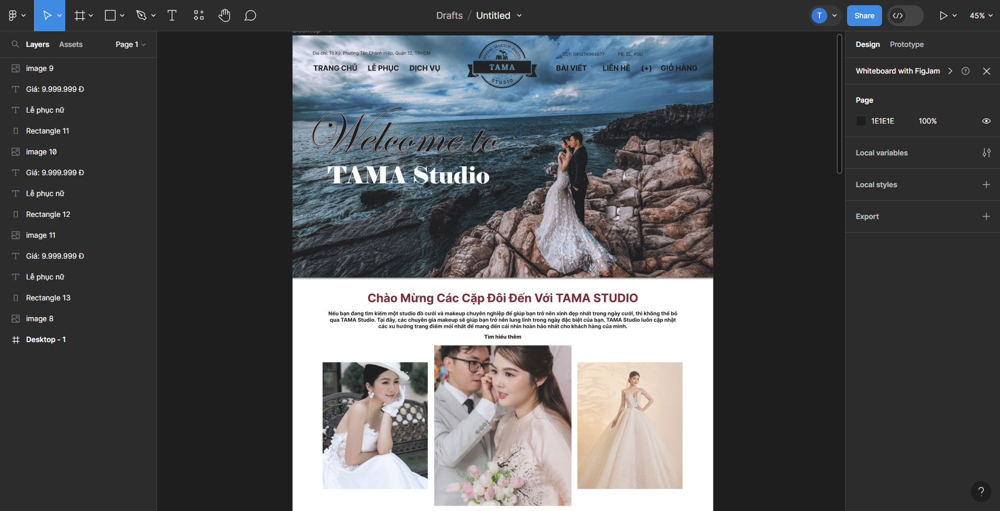 Drafts / Untitled
T
Share
45%
Layers
Assets
Page 1
image 9
Giá: 9.999.999 Đ
Lễ phục nữ
Rectangle 11
image 10
Giá: 9.999.999 Đ
Lễ phục nữ
Rectangle 12
image 11
Giá: 9.999.999 Đ
Lễ phục nữ
Rectangle 13
image 8
Desktop - 1
Desktop - 1
Địa chỉ: Tô Ký, Phường Tân Chánh Hiệp, Quận 12, TPHCM
SĐT: 091274964877
FB, ZL, YOU
TRANG CHỦ
LỄ PHỤC
DỊCH VỤ
BRIDAL-MAKEUP-PHOTO
TAMA
STUDIO
BÀI VIẾT
LIÊN HỆ
(+)
GIỎ HÀNG
Welcome to
TAMA Studio
Chào Mừng Các Cặp Đôi Đến Với TAMA STUDIO
Nếu bạn đang tìm kiếm một studio đồ cưới và makeup chuyên nghiệp để giúp bạn trở nên xinh đẹp nhất trong ngày cưới, thì không thể bỏ
qua TAMA Studio. Tại đây, các chuyên gia makeup sẽ giúp bạn trở nên lung linh trong ngày đặc biệt của bạn. TAMA Studio luôn cập nhật
các xu hướng trang điểm mới nhất để mang đến cái nhìn hoàn hảo nhất cho khách hàng của mình.
Tìm hiểu thêm
Design
Prototype
Whiteboard with FigJam
Page
1E1E1E
100%
Local variables
Local styles
Export
?